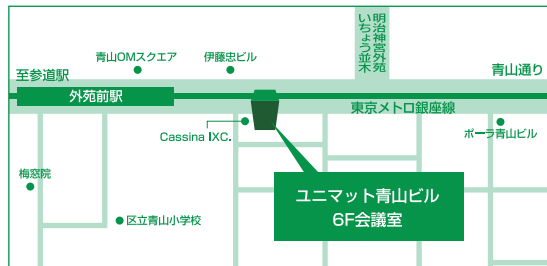 明治神宮外苑
いちょう並木
青山OMスクエア
伊藤忠ビル
至参道駅
青山通り
外苑前駅
東京メトロ銀座線
Cassina IXC.
ポーラ青山ビル
梅窓院
ユニマット青山ビル
6F会議室
区立青山小学校